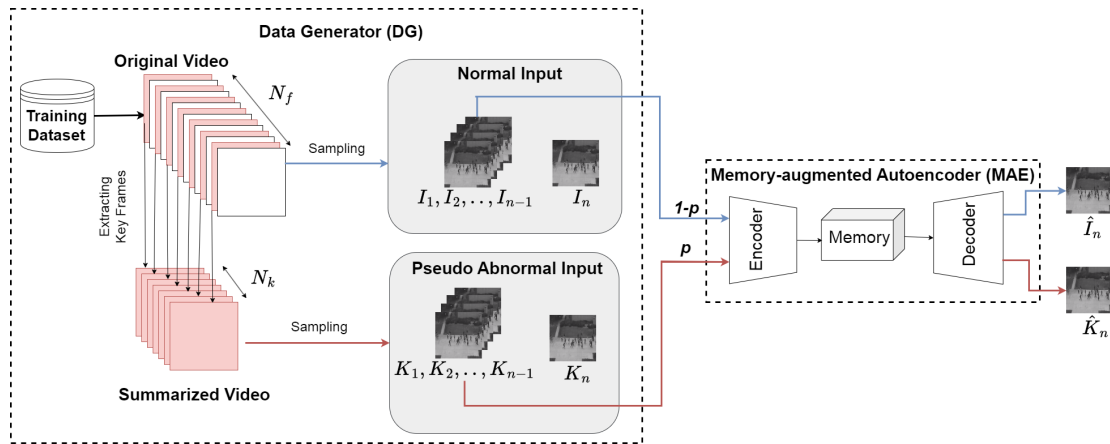 Data Generator (DG)
Original Video
Normal Input
N_f
Training
Dataset
Sampling
Extracting
Key Frames
I_1, I_2, . . , I_{n-1}
I_n
Memory-augmented Autoencoder (MAE)
1-p
p
Encoder
Memory
Decoder
Î_n
K̂_n
Pseudo Abnormal Input
N_k
Sampling
K_1, K_2, . . , K_{n-1}
K_n
Summarized Video